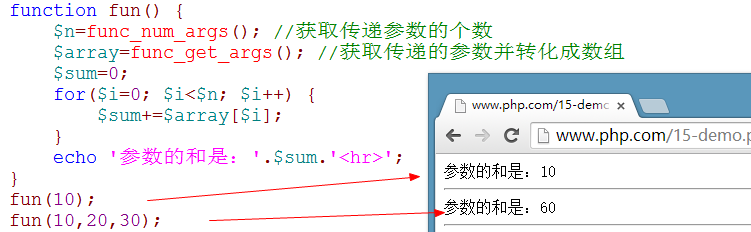 function fun() {
    $n=func_num_args(); //获取传递参数的个数
    $array=func_get_args(); //获取传递的参数并转化成数组
    $sum=0;
    for($i=0; $i<$n; $i++) {
        $sum+=$array[$i];
    }
    echo '参数的和是：'.$sum.'<hr>';
}
fun(10);
fun(10,20,30);
www.php.com/15-demo
www.php.com/15-demo.p
参数的和是：10
参数的和是：60